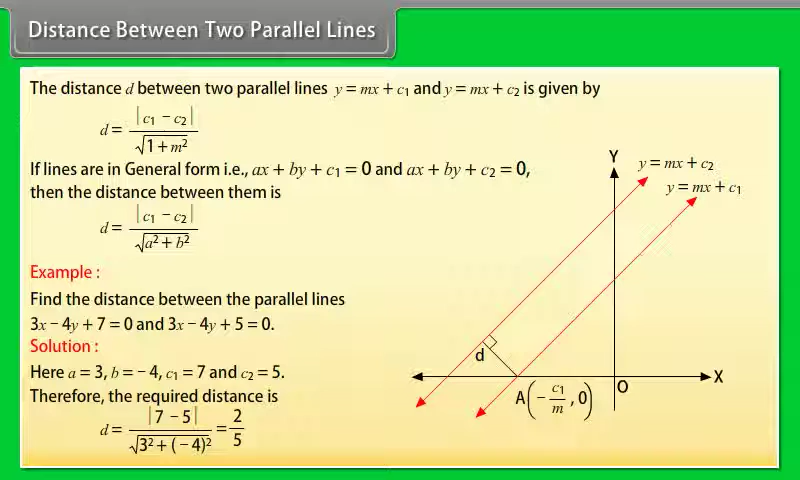 Distance Between Two Parallel Lines
The distance d between two parallel lines y = mx + c₁ and y = mx + c₂ is given by
d = |c₁ − c₂| / √(1 + m²)
If lines are in General form i.e., ax + by + c₁ = 0 and ax + by + c₂ = 0,
then the distance between them is
d = |c₁ − c₂| / √(a² + b²)
Example :
Find the distance between the parallel lines
3x − 4y + 7 = 0 and 3x − 4y + 5 = 0.
Solution :
Here a = 3, b = − 4, c₁ = 7 and c₂ = 5.
Therefore, the required distance is
d = |7 − 5| / √(3² + (− 4)²) = 2/5
Y
y = mx + c₂
y = mx + c₁
d
X
O
A(− c₁/m , 0)